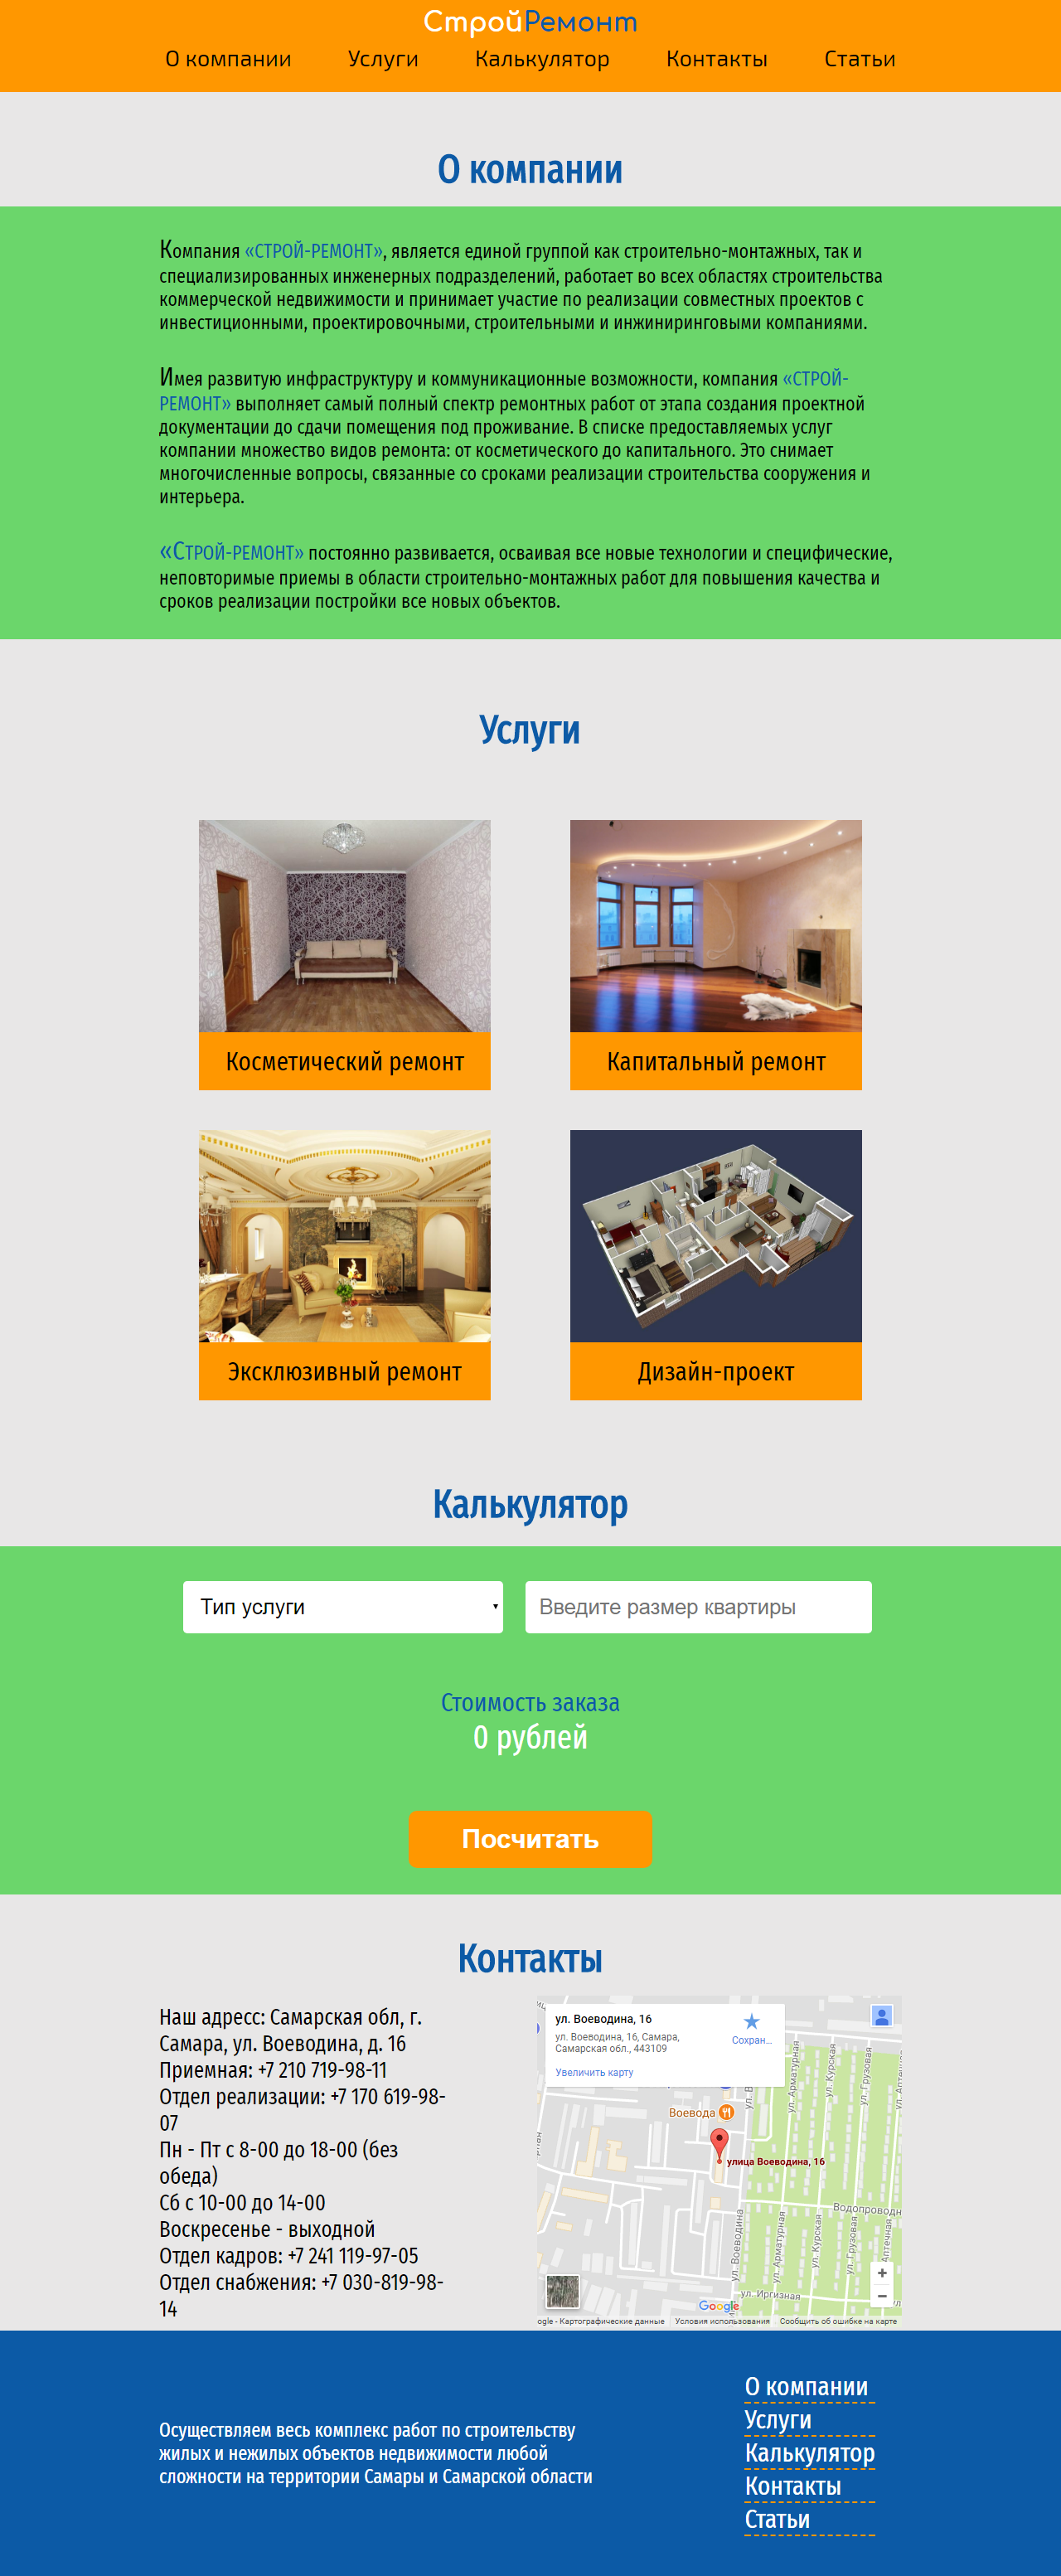 СтройРемонт
О компании Услуги Калькулятор Контакты Статьи
О компании
Компания «СТРОЙ-РЕМОНТ», является единой группой как строительно-монтажных, так и
специализированных инженерных подразделений, работает во всех областях строительства
коммерческой недвижимости и принимает участие по реализации совместных проектов с
инвестиционными, проектировочными, строительными и инжиниринговыми компаниями.
Имея развитую инфраструктуру и коммуникационные возможности, компания «СТРОЙ-
РЕМОНТ» выполняет самый полный спектр ремонтных работ от этапа создания проектной
документации до сдачи помещения под проживание. В списке предоставляемых услуг
компании множество видов ремонта: от косметического до капитального. Это снимает
многочисленные вопросы, связанные со сроками реализации строительства сооружения и
интерьера.
«СТРОЙ-РЕМОНТ» постоянно развивается, осваивая все новые технологии и специфические,
неповторимые приемы в области строительно-монтажных работ для повышения качества и
сроков реализации постройки все новых объектов.
Услуги
Косметический ремонт
Капитальный ремонт
Эксклюзивный ремонт
Дизайн-проект
Калькулятор
Тип услуги
Введите размер квартиры
Стоимость заказа
0 рублей
Посчитать
Контакты
Наш адресс: Самарская обл, г.
Самара, ул. Воеводина, д. 16
Приемная: +7 210 719-98-11
Отдел реализации: +7 170 619-98-
07
Пн - Пт с 8-00 до 18-00 (без
обеда)
Сб с 10-00 до 14-00
Воскресенье - выходной
Отдел кадров: +7 241 119-97-05
Отдел снабжения: +7 030-819-98-
14
ул. Воеводина, 16
ул. Воеводина, 16, Самара,
Самарская обл., 443109
Сохран...
Увеличить карту
ул. Арматурная
ул. Курская
ул. Грузовая
Воевода
улица Воеводина, 16
Водопроводн
ул. Воеводина
ул. Арматурная
ул. Курская
ул. Грузовая
Аптечная
ул. Иргизная
Google
ogle - Картографические данные Условия использования Сообщить об ошибке на карте
Осуществляем весь комплекс работ по строительству
жилых и нежилых объектов недвижимости любой
сложности на территории Самары и Самарской области
О компании
Услуги
Калькулятор
Контакты
Статьи